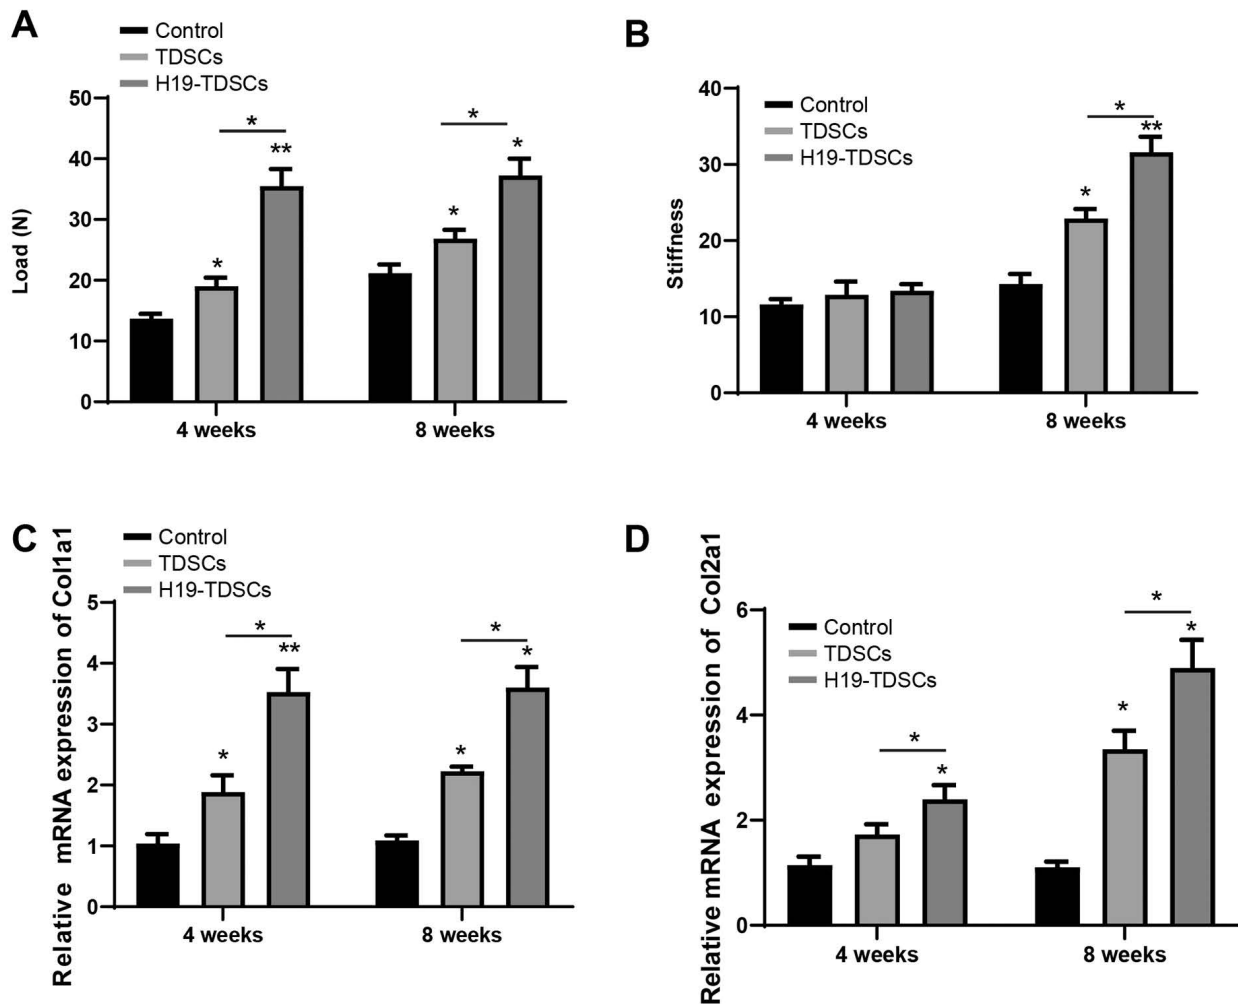 A
Control
TDSCs
H19-TDSCs
Load (N)
50
40
30
20
10
0
*
**
*
*
*
*
4 weeks
8 weeks
B
Control
TDSCs
H19-TDSCs
Stiffness
40
30
20
10
0
*
**
*
4 weeks
8 weeks
C
Control
TDSCs
H19-TDSCs
Relative mRNA expression of Col1a1
5
4
3
2
1
0
*
**
*
*
*
*
4 weeks
8 weeks
D
Control
TDSCs
H19-TDSCs
Relative mRNA expression of Col2a1
6
4
2
0
*
*
*
*
*
4 weeks
8 weeks